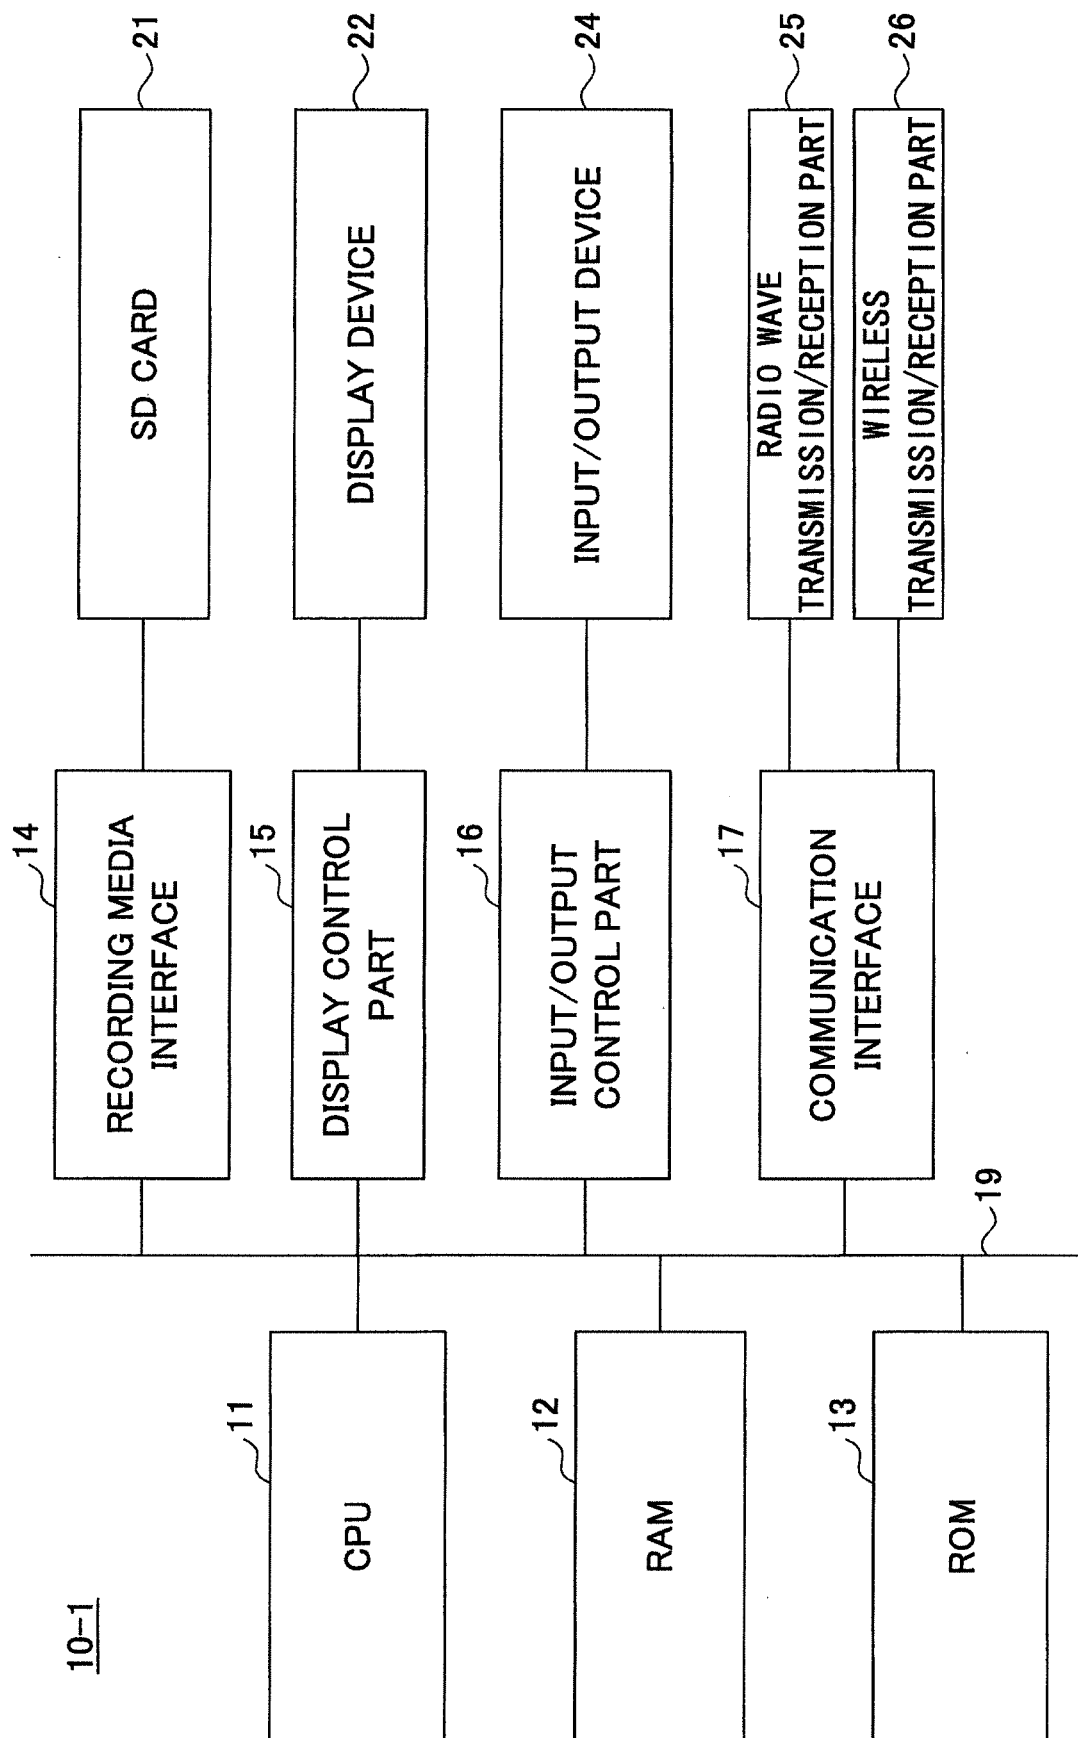 10-1
11
CPU
12
RAM
13
ROM
19
14
RECORDING MEDIA
INTERFACE
15
DISPLAY CONTROL
PART
16
INPUT/OUTPUT
CONTROL PART
17
COMMUNICATION
INTERFACE
21
SD CARD
22
DISPLAY DEVICE
24
INPUT/OUTPUT DEVICE
25
RADIO WAVE
TRANSMISSION/RECEPTION PART
26
WIRELESS
TRANSMISSION/RECEPTION PART